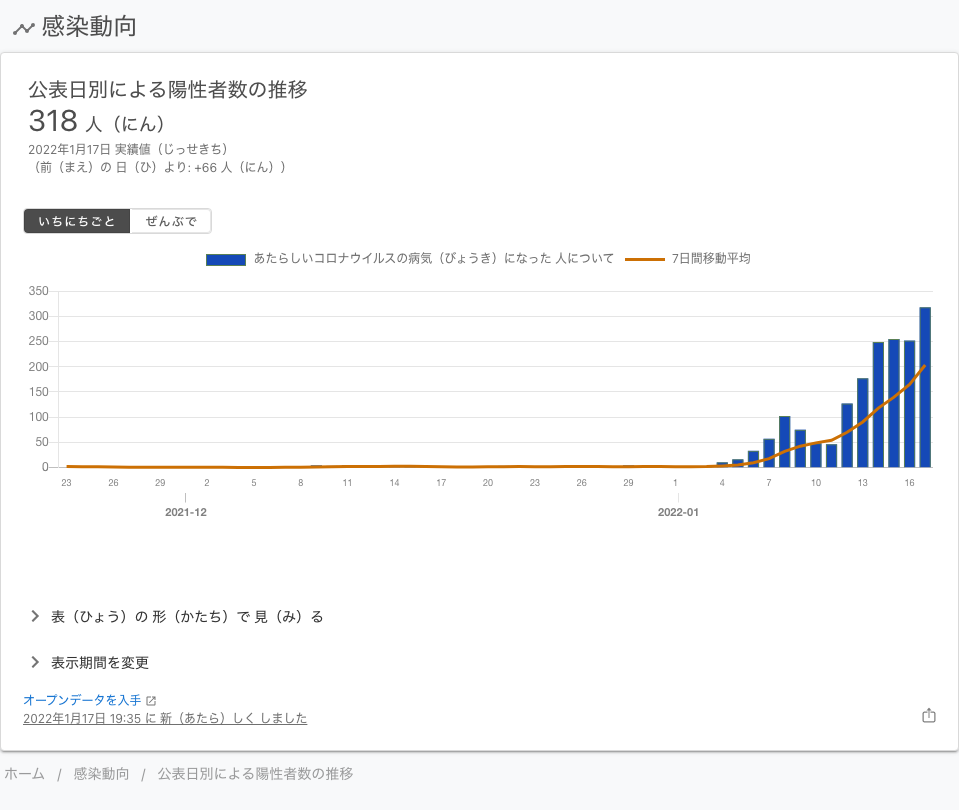 感染動向
公表日別による陽性者数の推移
318 人（にん）
2022年1月17日 実績値（じっせきち）
（前（まえ）の 日（ひ）より: +66 人（にん））
いちにちごと ぜんぶで
あたらしいコロナウイルスの病気（びょうき）になった 人について 7日間移動平均
350
300
250
200
150
100
50
0
23 26 29 2 5 8 11 14 17 20 23 26 29 1 4 7 10 13 16
2021-12 2022-01
表（ひょう）の 形（かたち）で 見（み）る
表示期間を変更
オープンデータを入手
2022年1月17日 19:35 に 新（あたら）しく しました
ホーム / 感染動向 / 公表日別による陽性者数の推移